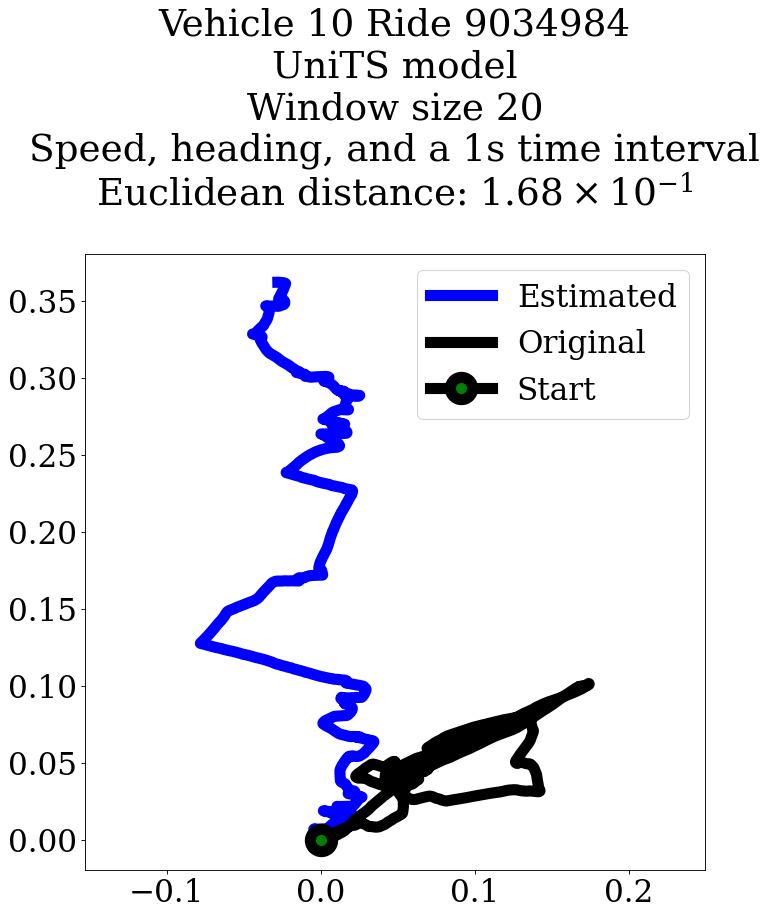 Vehicle 10 Ride 9034984
UniTS model
Window size 20
Speed, heading, and a 1s time interval
Euclidean distance: 1.68 × 10⁻¹
Estimated
Original
Start
0.35
0.30
0.25
0.20
0.15
0.10
0.05
0.00
−0.1
0.0
0.1
0.2